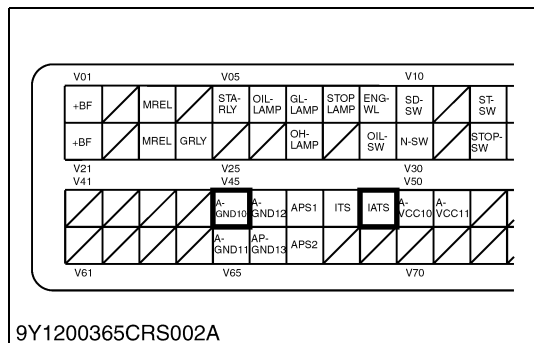 V01 V05 V10
+BF MREL STA-RLY OIL-LAMP GL-LAMP STOP LAMP ENG-WL SD-SW ST-SW
+BF MREL GRLY OH-LAMP OIL-SW N-SW STOP-SW
V21 V25 V30
V41 V45 V50
A-GND10 A-GND12 APS1 ITS IATS A-VCC10 A-VCC11
A-GND11 AP-GND13 APS2
V61 V65 V70
9Y1200365CRS002A